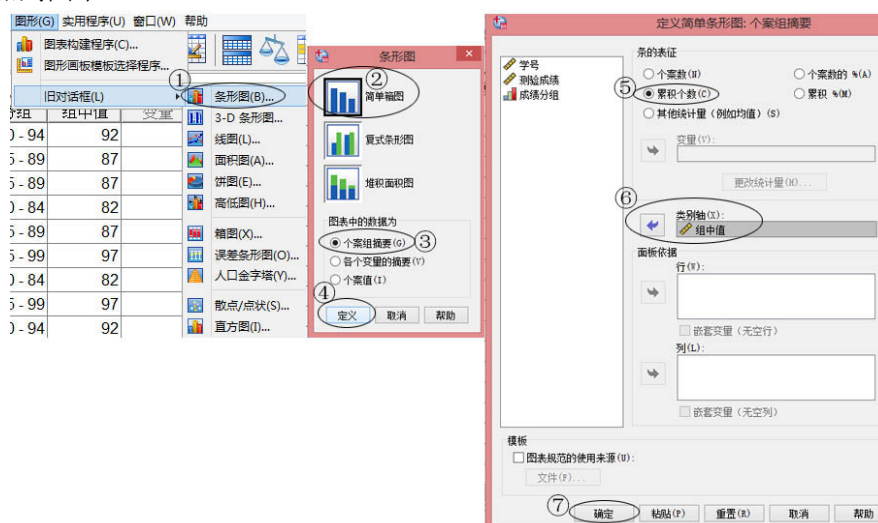 图形(G) 实用程序(U) 窗口(W) 帮助
图表构建程序(C)...
图形画板模板选择程序...
①
旧对话框(L)
条形图(B)...
3-D 条形图...
线图(L)...
面积图(A)...
饼图(E)...
高低图(H)...
箱图(X)...
误差条形图(O)...
人口金字塔(Y)...
散点/点状(S)...
直方图(I)...
组中值 变量
- 94 92
- 89 87
- 89 87
- 84 82
- 89 87
- 99 97
- 84 82
- 99 97
- 94 92
条形图
②
简单箱图
复式条形图
堆积面积图
图表中的数据为
个案组摘要(G) ③
各个变量的摘要(V)
个案值(I)
④
定义 取消 帮助
定义简单条形图: 个案组摘要
学号
测验成绩
成绩分组
条的表征
个案数(N) 个案数的 %(A)
⑤ 累积个数(C) 累积 %(M)
其他统计量（例如均值）(S)
变量(V):
更改统计量(H)...
⑥
类别轴(X):
组中值
面板依据
行(W):
嵌套变量（无空行）
列(L):
嵌套变量（无空列）
模板
图表规范的使用来源(U):
文件(F)...
⑦ 确定 粘贴(P) 重置(R) 取消 帮助